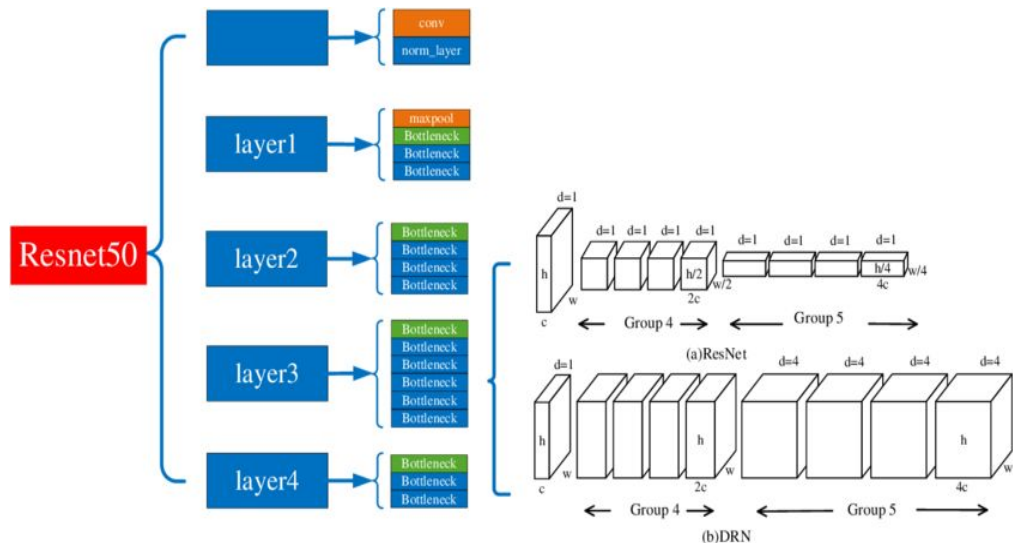 Resnet50
conv
norm_layer
layer1
maxpool
Bottleneck
Bottleneck
Bottleneck
layer2
Bottleneck
Bottleneck
Bottleneck
Bottleneck
layer3
Bottleneck
Bottleneck
Bottleneck
Bottleneck
Bottleneck
Bottleneck
layer4
Bottleneck
Bottleneck
Bottleneck
d=1
d=1 d=1 d=1 d=1
d=1 d=1 d=1 d=1
h
w
c
h/2
w/2
2c
h/4
w/4
4c
Group 4
Group 5
(a)ResNet
d=1
d=4 d=4 d=4 d=4
h
w
c
h
w
2c
h
w
4c
Group 4
Group 5
(b)DRN